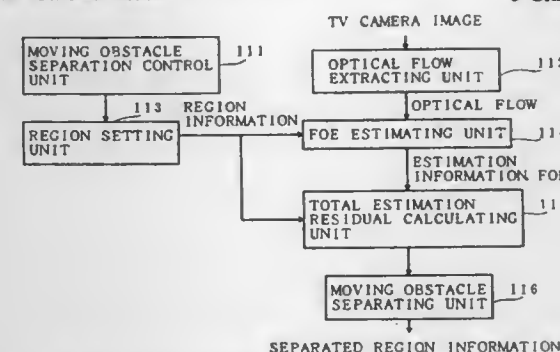 TV CAMERA IMAGE
MOVING OBSTACLE
SEPARATION CONTROL
UNIT
111
OPTICAL FLOW
EXTRACTING UNIT
113
REGION
INFORMATION
OPTICAL FLOW
REGION SETTING
UNIT
FOE ESTIMATING UNIT
ESTIMATION
INFORMATION
TOTAL ESTIMATION
RESIDUAL CALCULATING
UNIT
MOVING OBSTACLE
SEPARATING UNIT
116
SEPARATED REGION INFORMATION